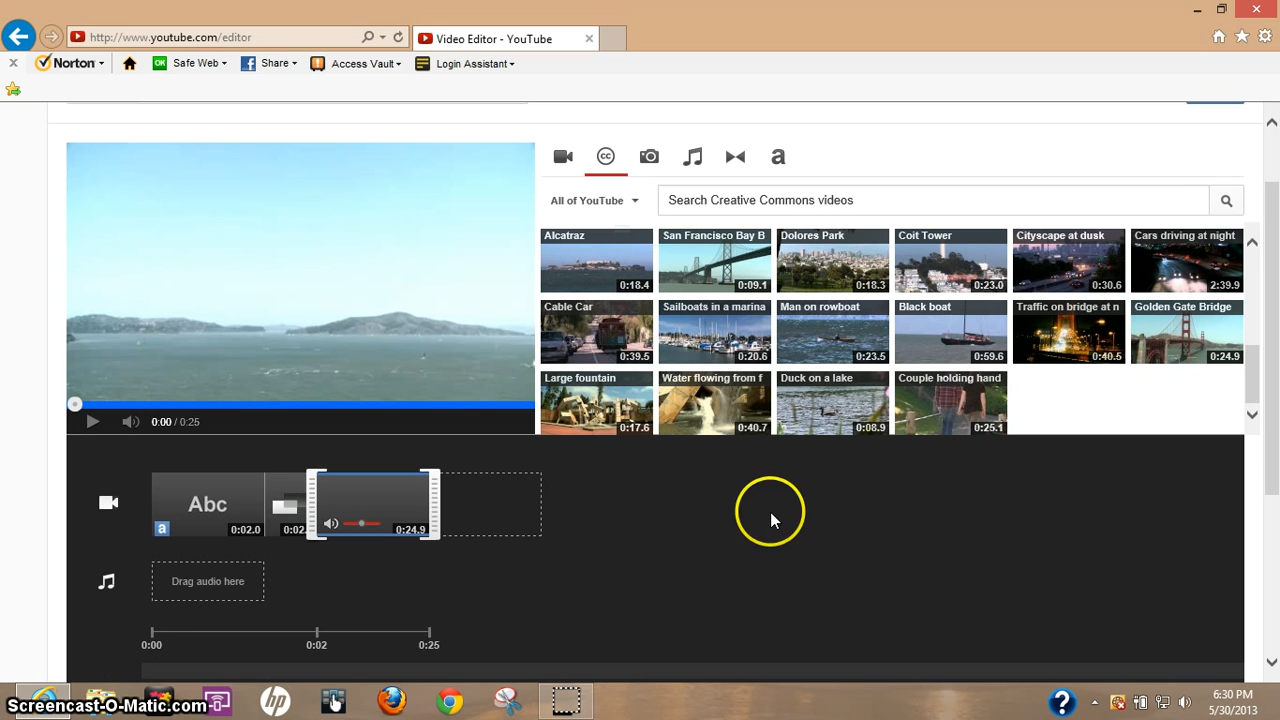 http://www.youtube.com/editor
Video Editor - YouTube
Norton
OK Safe Web
Share
Access Vault
Login Assistant
cc
a
All of YouTube
Search Creative Commons videos
Alcatraz
0:18.4
San Francisco Bay B
0:09.1
Dolores Park
0:18.3
Coit Tower
0:23.0
Cityscape at dusk
0:30.6
Cars driving at night
2:39.9
Cable Car
0:39.5
Sailboats in a marina
0:20.6
Man on rowboat
0:23.5
Black boat
0:59.6
Traffic on bridge at n
0:40.5
Golden Gate Bridge
0:24.9
Large fountain
0:17.6
Water flowing from f
0:40.7
Duck on a lake
0:08.9
Couple holding hand
0:25.1
0:00 / 0:25
Abc
a
0:02.0
0:02.
0:24.9
Drag audio here
0:00
0:02
0:25
hp
?
6:30 PM
5/30/2013
Screencast-O-Matic.com